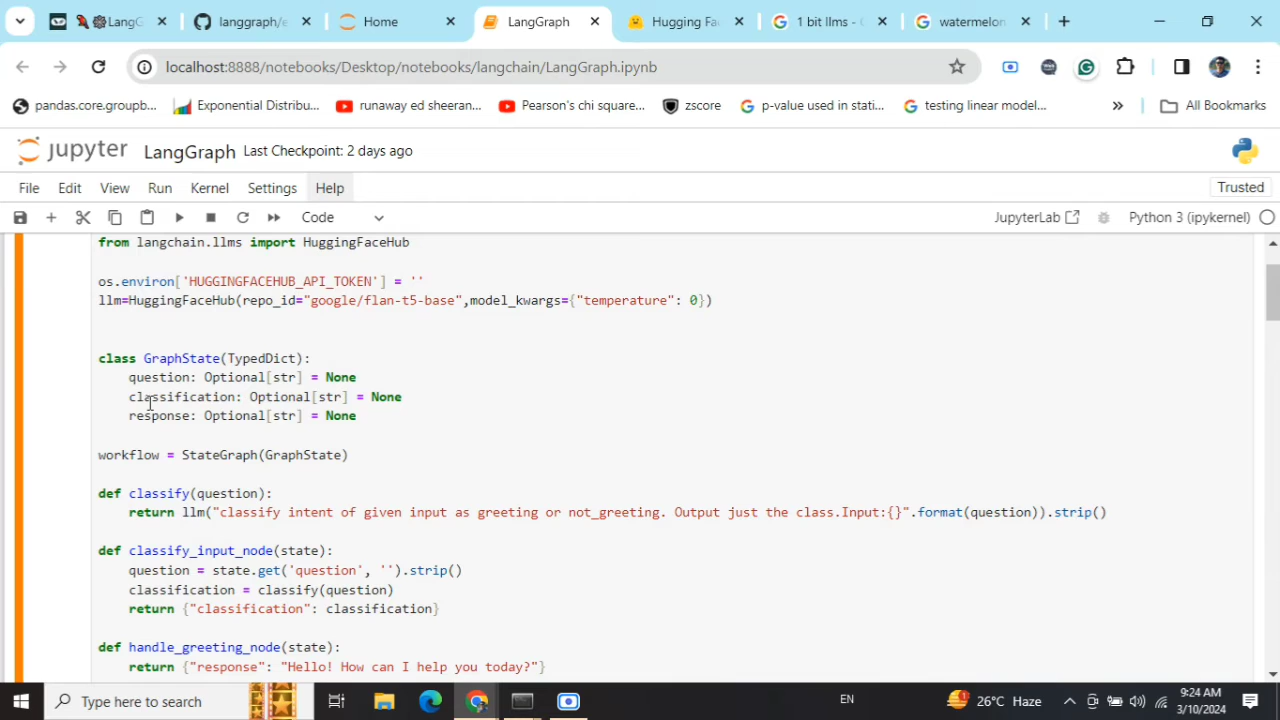 LangG
langgraph/e
Home
LangGraph
Hugging Fa
1 bit llms - G
watermelon
localhost:8888/notebooks/Desktop/notebooks/langchain/LangGraph.ipynb
pandas.core.groupb...
Exponential Distribu...
runaway ed sheeran...
Pearson's chi square...
zscore
p-value used in stati...
testing linear model...
»
All Bookmarks
jupyter
LangGraph
Last Checkpoint: 2 days ago
File
Edit
View
Run
Kernel
Settings
Help
Trusted
Code
JupyterLab
Python 3 (ipykernel)
from langchain.llms import HuggingFaceHub
os.environ['HUGGINGFACEHUB_API_TOKEN'] = ''
llm=HuggingFaceHub(repo_id="google/flan-t5-base",model_kwargs={"temperature": 0})
class GraphState(TypedDict):
question: Optional[str] = None
classification: Optional[str] = None
response: Optional[str] = None
workflow = StateGraph(GraphState)
def classify(question):
return llm("classify intent of given input as greeting or not_greeting. Output just the class.Input:{}".format(question)).strip()
def classify_input_node(state):
question = state.get('question', '').strip()
classification = classify(question)
return {"classification": classification}
def handle_greeting_node(state):
return {"response": "Hello! How can I help you today?"}
Type here to search
EN
26°C Haze
9:24 AM
3/10/2024